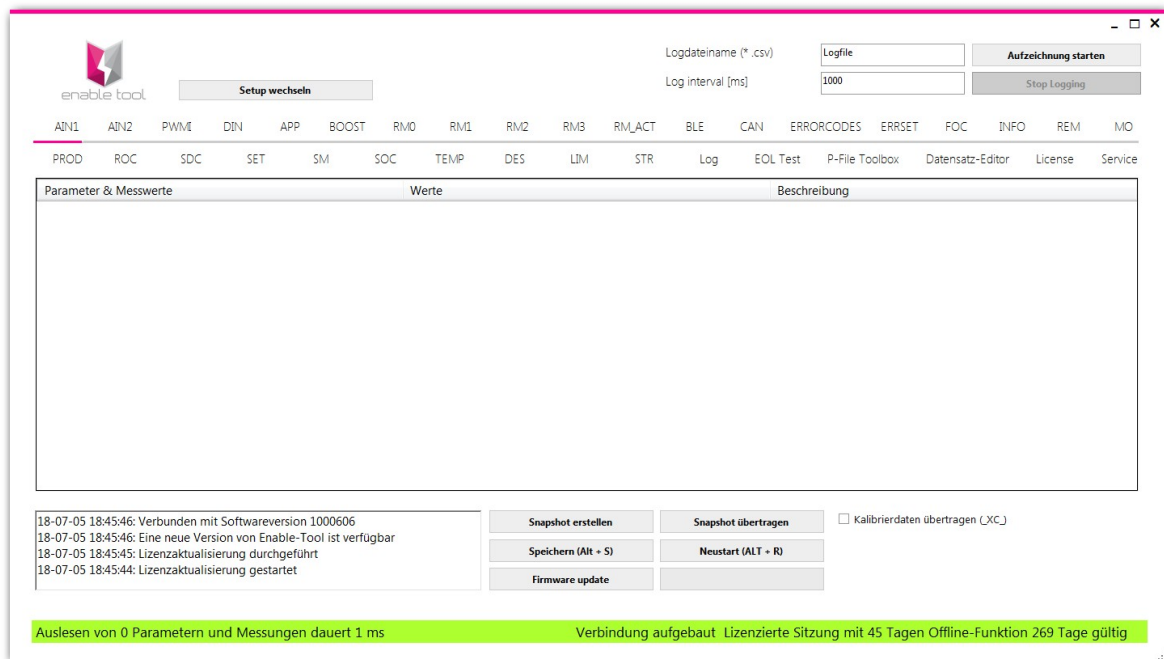 Logdateiname (* .csv) Logfile Aufzeichnung starten
Log interval [ms] 1000 Stop Logging
enable tool Setup wechseln
AIN1 AIN2 PWMI DIN APP BOOST RM0 RM1 RM2 RM3 RM_ACT BLE CAN ERRORCODES ERRSET FOC INFO REM MO
PROD ROC SDC SET SM SOC TEMP DES LIM STR Log EOL Test P-File Toolbox Datensatz-Editor License Service
Parameter & Messwerte Werte Beschreibung
18-07-05 18:45:46: Verbunden mit Softwareversion 1000606
18-07-05 18:45:46: Eine neue Version von Enable-Tool ist verfügbar
18-07-05 18:45:45: Lizenzaktualisierung durchgeführt
18-07-05 18:45:44: Lizenzaktualisierung gestartet
Snapshot erstellen Snapshot übertragen Kalibrierdaten übertragen (_XC_)
Speichern (Alt + S) Neustart (ALT + R)
Firmware update
Auslesen von 0 Parametern und Messungen dauert 1 ms Verbindung aufgebaut Lizenzierte Sitzung mit 45 Tagen Offline-Funktion 269 Tage gültig